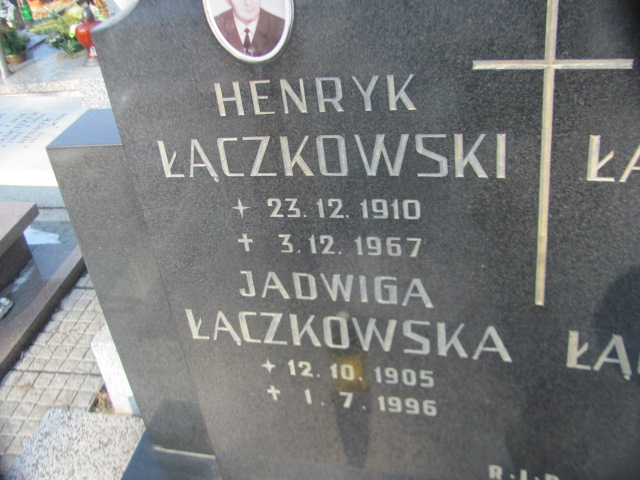 HENRYK
ŁĄCZKOWSKI
23.12.1910
✝ 3.12.1967
JADWIGA
ŁĄCZKOWSKA
12.10.1905
✝ 1.7.1996
R.I.P.